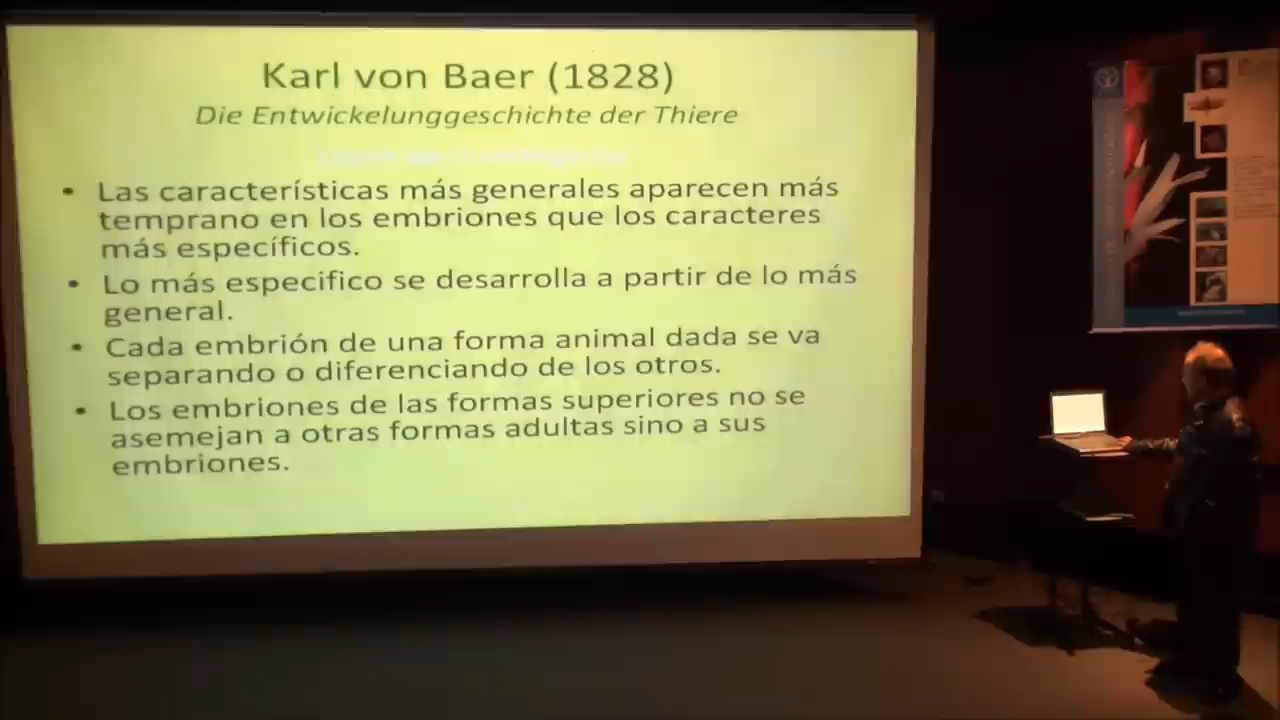 Karl von Baer (1828)
Die Entwickelunggeschichte der Thiere
• Las características más generales aparecen más
temprano en los embriones que los caracteres
más específicos.
• Lo más especifico se desarrolla a partir de lo más
general.
• Cada embrión de una forma animal dada se va
separando o diferenciando de los otros.
• Los embriones de las formas superiores no se
asemejan a otras formas adultas sino a sus
embriones.